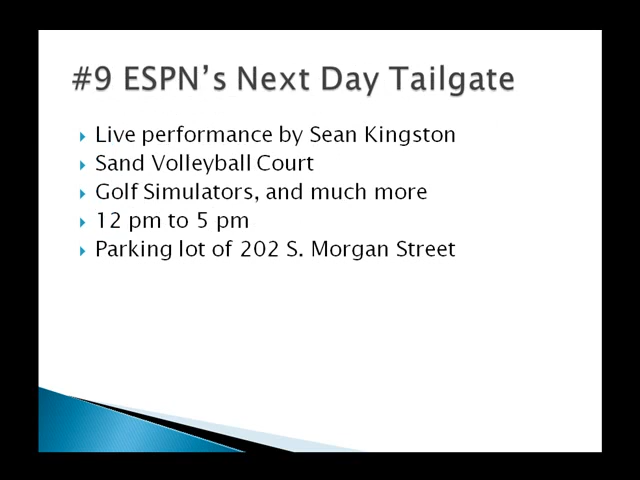 #9 ESPN's Next Day Tailgate
Live performance by Sean Kingston
Sand Volleyball Court
Golf Simulators, and much more
12 pm to 5 pm
Parking lot of 202 S. Morgan Street